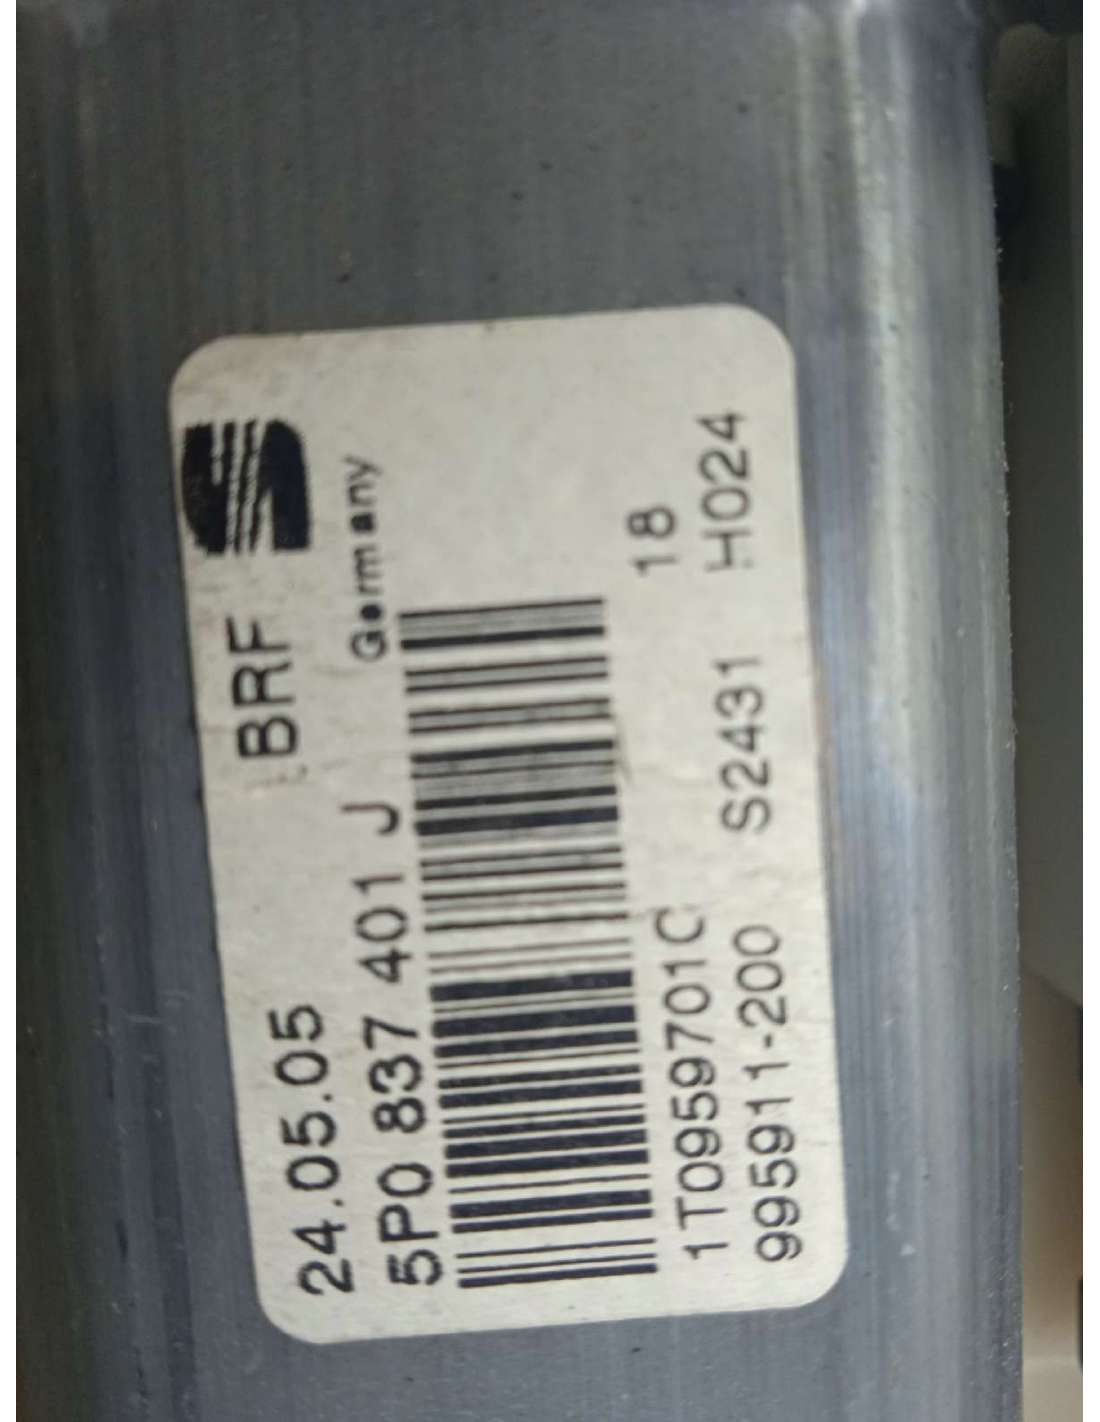 24.05.05 BRF
5P0 837 401 J Germany
1T0959701C 18
995911-200 S2431 H024